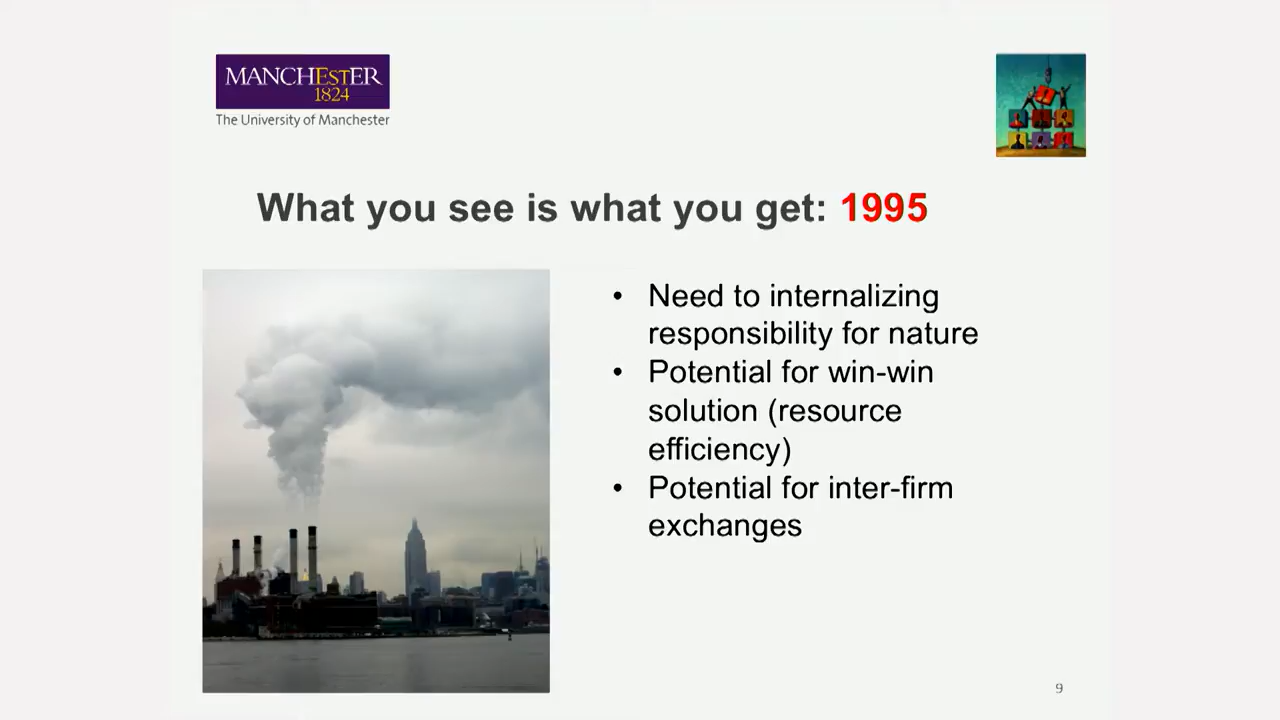 MANCHESTER
1824
The University of Manchester
What you see is what you get: 1995
• Need to internalizing
responsibility for nature
• Potential for win-win
solution (resource
efficiency)
• Potential for inter-firm
exchanges
9